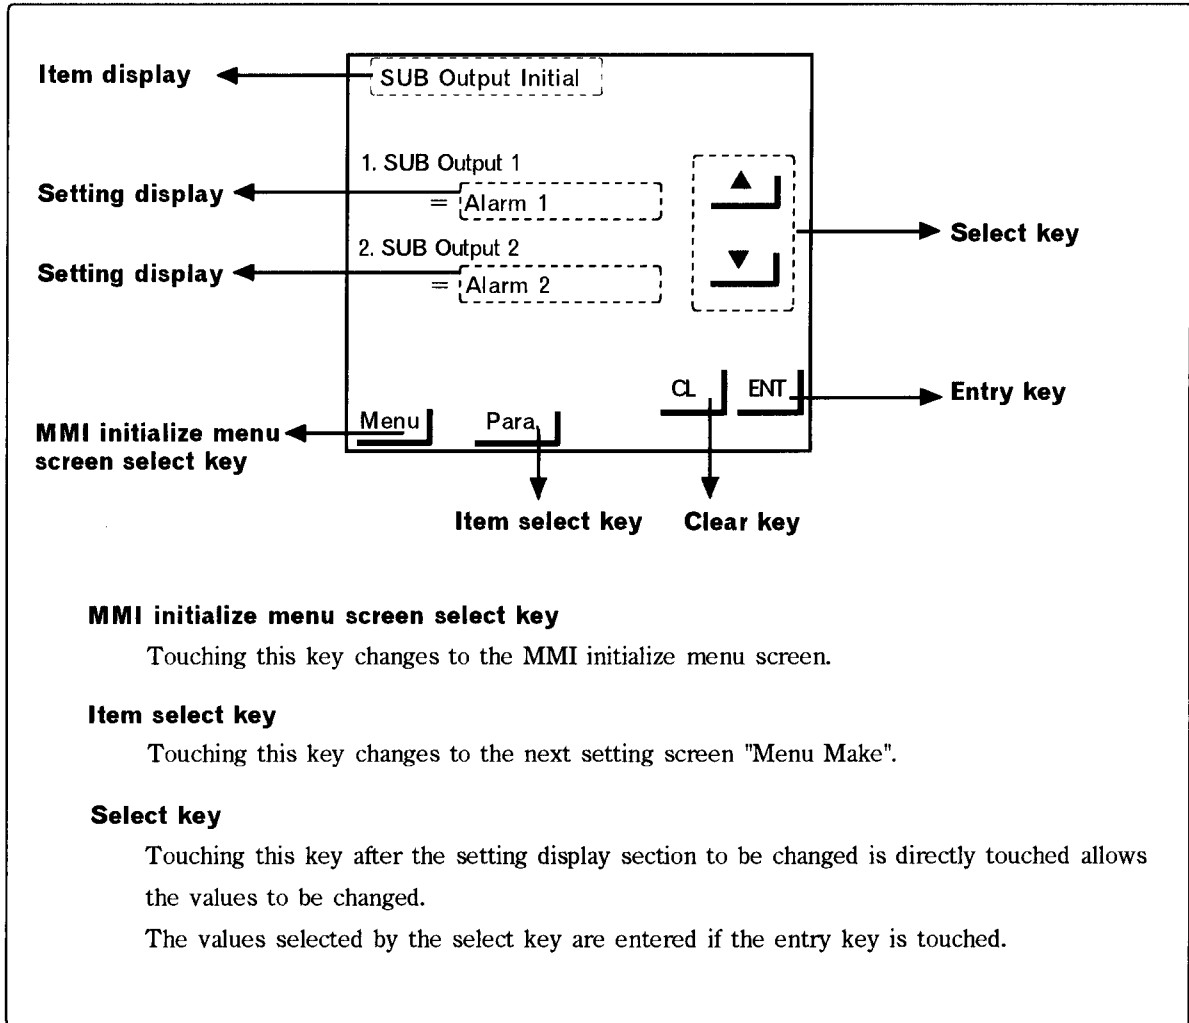 Item display
SUB Output Initial
1. SUB Output 1
Setting display
= Alarm 1
Select key
2. SUB Output 2
Setting display
= Alarm 2
CL ENT
Entry key
Menu Para
MMI initialize menu
screen select key
Item select key Clear key
MMI initialize menu screen select key
Touching this key changes to the MMI initialize menu screen.
Item select key
Touching this key changes to the next setting screen "Menu Make".
Select key
Touching this key after the setting display section to be changed is directly touched allows
the values to be changed.
The values selected by the select key are entered if the entry key is touched.